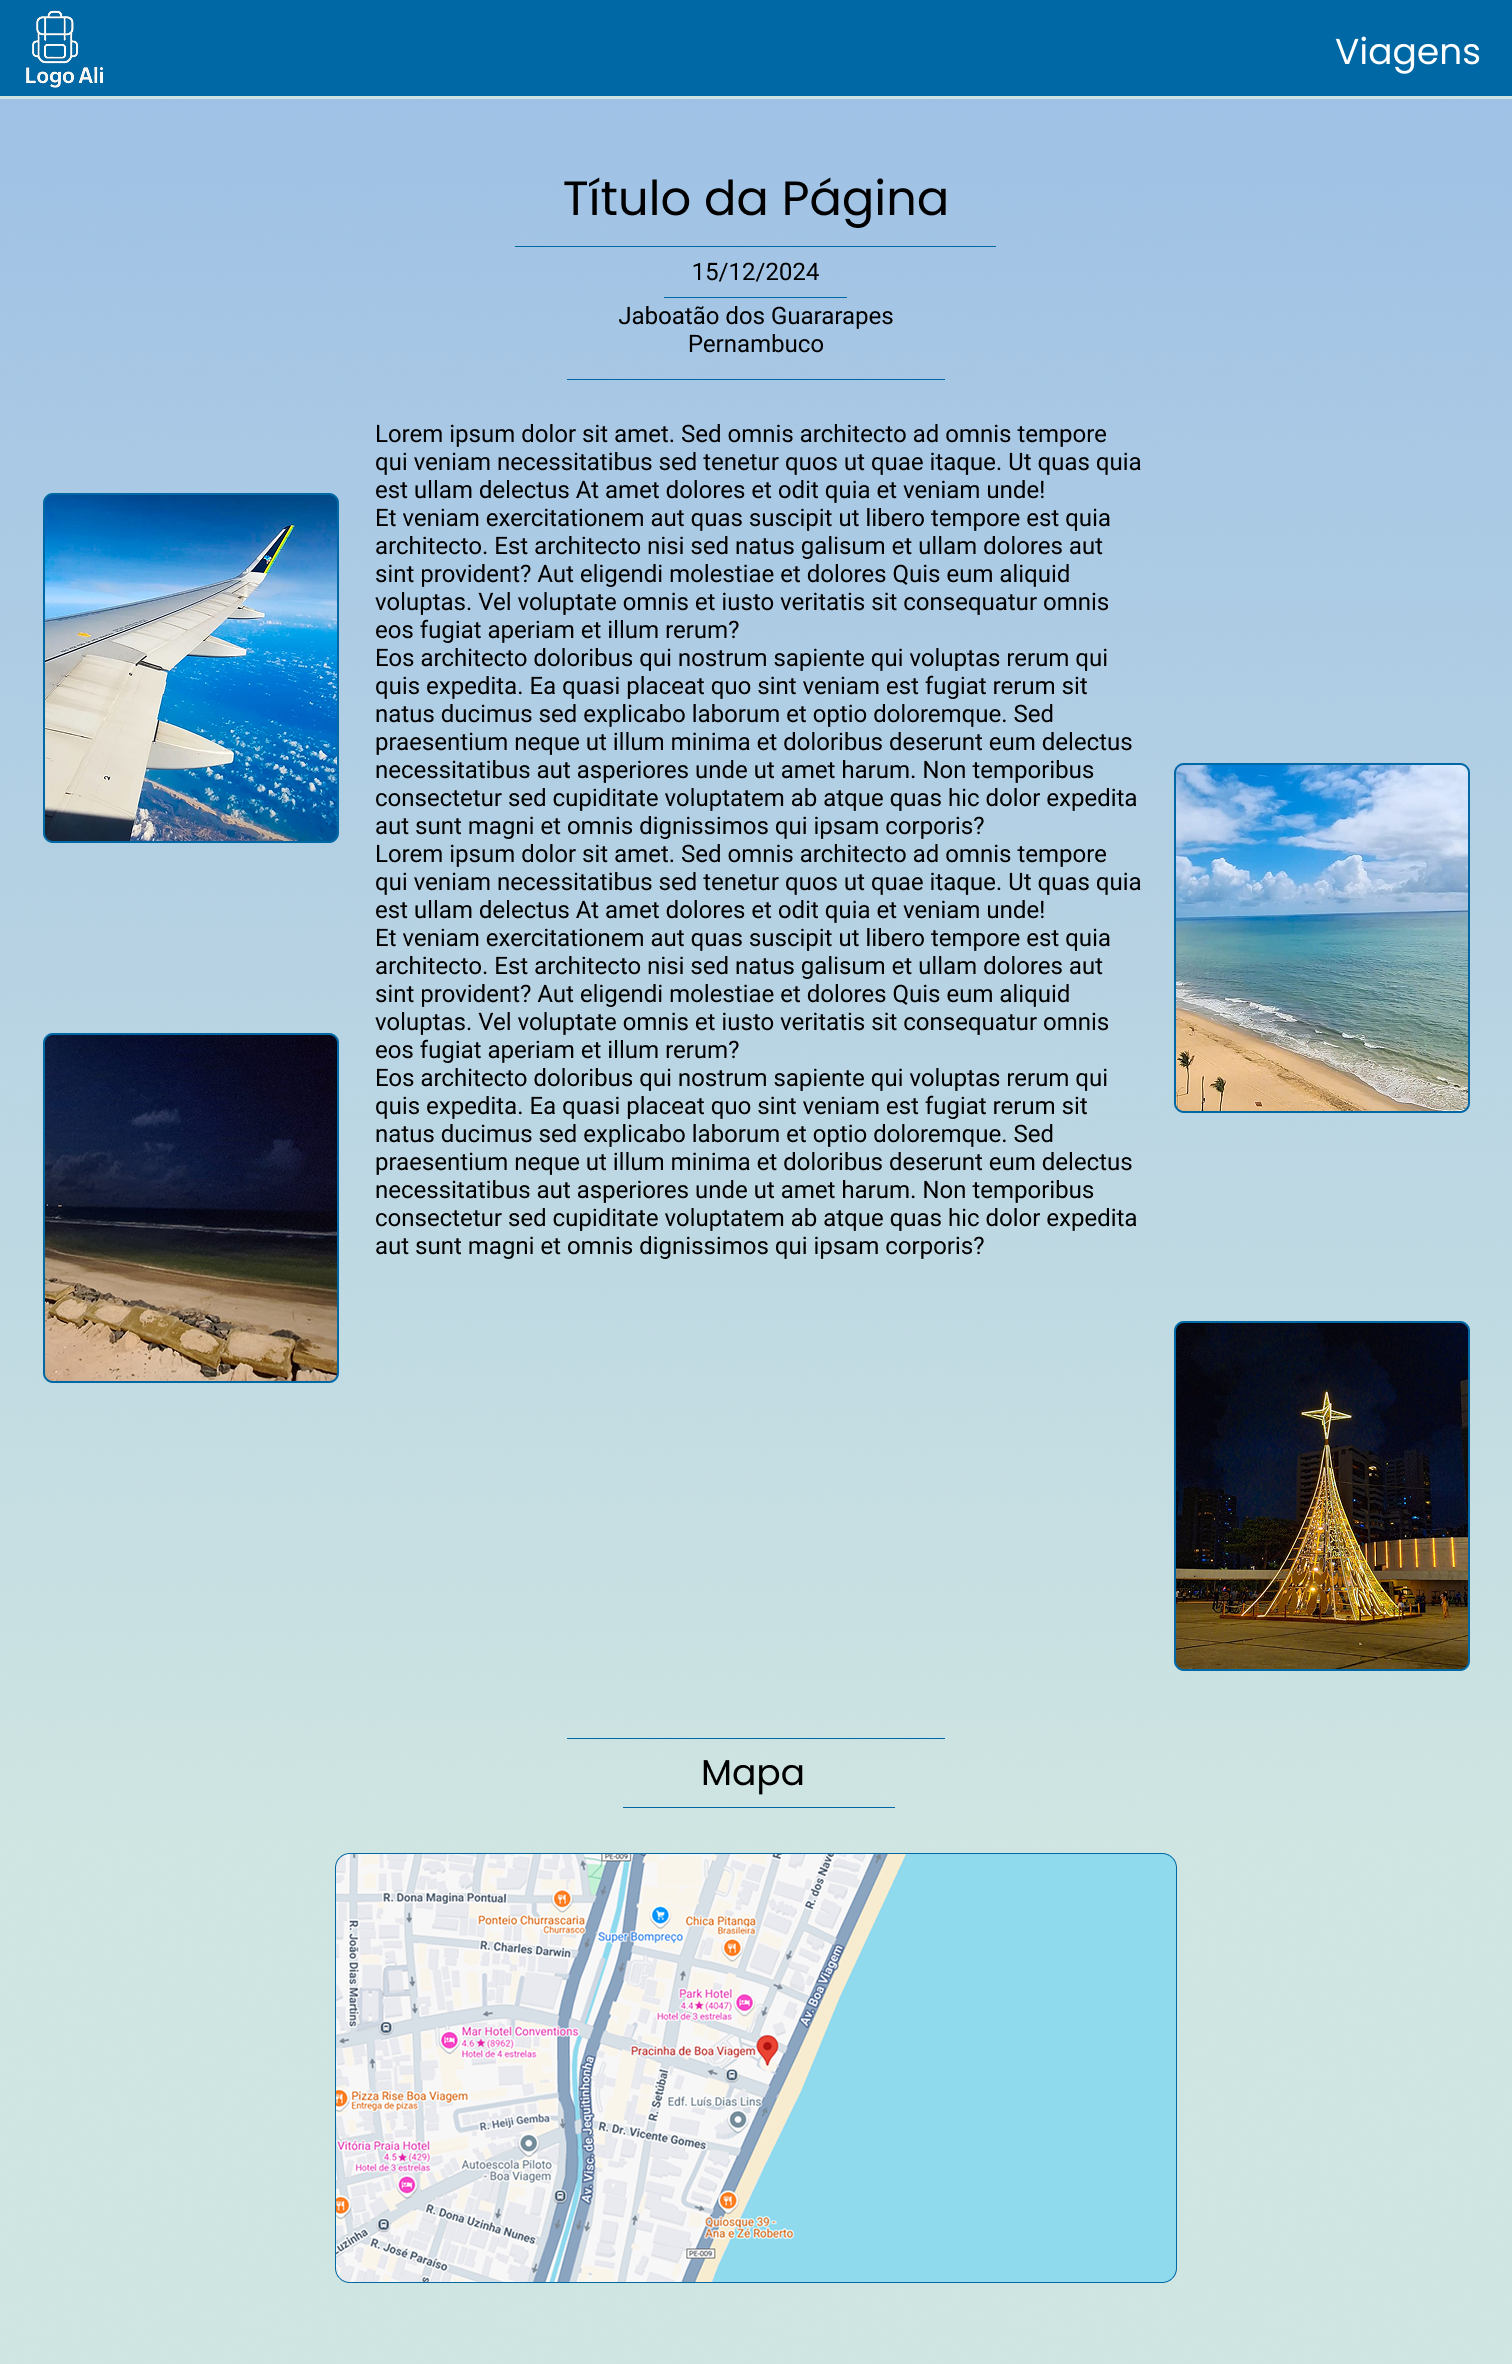 Logo Ali
Viagens
Título da Página
15/12/2024
Jaboatão dos Guararapes
Pernambuco
Lorem ipsum dolor sit amet. Sed omnis architecto ad omnis tempore
qui veniam necessitatibus sed tenetur quos ut quae itaque. Ut quas quia
est ullam delectus At amet dolores et odit quia et veniam unde!
Et veniam exercitationem aut quas suscipit ut libero tempore est quia
architecto. Est architecto nisi sed natus galisum et ullam dolores aut
sint provident? Aut eligendi molestiae et dolores Quis eum aliquid
voluptas. Vel voluptate omnis et iusto veritatis sit consequatur omnis
eos fugiat aperiam et illum rerum?
Eos architecto doloribus qui nostrum sapiente qui voluptas rerum qui
quis expedita. Ea quasi placeat quo sint veniam est fugiat rerum sit
natus ducimus sed explicabo laborum et optio doloremque. Sed
praesentium neque ut illum minima et doloribus deserunt eum delectus
necessitatibus aut asperiores unde ut amet harum. Non temporibus
consectetur sed cupiditate voluptatem ab atque quas hic dolor expedita
aut sunt magni et omnis dignissimos qui ipsam corporis?
Lorem ipsum dolor sit amet. Sed omnis architecto ad omnis tempore
qui veniam necessitatibus sed tenetur quos ut quae itaque. Ut quas quia
est ullam delectus At amet dolores et odit quia et veniam unde!
Et veniam exercitationem aut quas suscipit ut libero tempore est quia
architecto. Est architecto nisi sed natus galisum et ullam dolores aut
sint provident? Aut eligendi molestiae et dolores Quis eum aliquid
voluptas. Vel voluptate omnis et iusto veritatis sit consequatur omnis
eos fugiat aperiam et illum rerum?
Eos architecto doloribus qui nostrum sapiente qui voluptas rerum qui
quis expedita. Ea quasi placeat quo sint veniam est fugiat rerum sit
natus ducimus sed explicabo laborum et optio doloremque. Sed
praesentium neque ut illum minima et doloribus deserunt eum delectus
necessitatibus aut asperiores unde ut amet harum. Non temporibus
consectetur sed cupiditate voluptatem ab atque quas hic dolor expedita
aut sunt magni et omnis dignissimos qui ipsam corporis?
Mapa
PE-009
R. dos Nave
R. Dona Magina Pontual
Ponteio Churrascaria
Churrasco
Super Bompreço
Chica Pitanga
Brasileira
R. João Dias Martins
R. Charles Darwin
Av. Boa Viagem
Park Hotel
4.4★(4047)
Hotel de 3 estrelas
Mar Hotel Conventions
4.6★(8962)
Hotel de 4 estrelas
Pracinha de Boa Viagem
Av. Visc. de Jequitinhonha
R. Setúbal
Edf. Luís Dias Lins
Pizza Rise Boa Viagem
Entrega de pizas
R. Heiji Gemba
R. Dr. Vicente Gomes
Vitória Praia Hotel
4.5★(429)
Hotel de 3 estrelas
Autoescola Piloto
- Boa Viagem
R. Dona Uzinha Nunes
uzinha
R. José Paraíso
Quiosque 39 -
Ana e Zé Roberto
PE-009